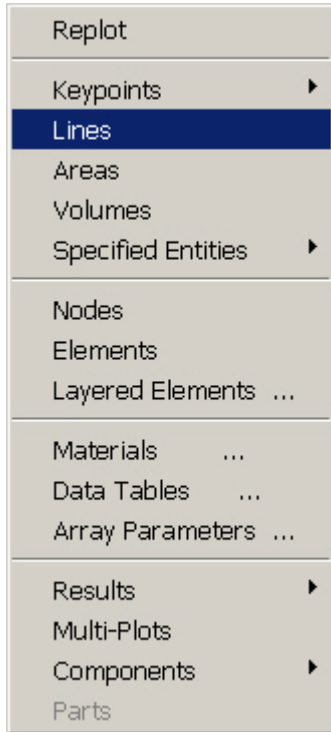 Replot
Keypoints
Lines
Areas
Volumes
Specified Entities
Nodes
Elements
Layered Elements ...
Materials ...
Data Tables ...
Array Parameters ...
Results
Multi-Plots
Components
Parts